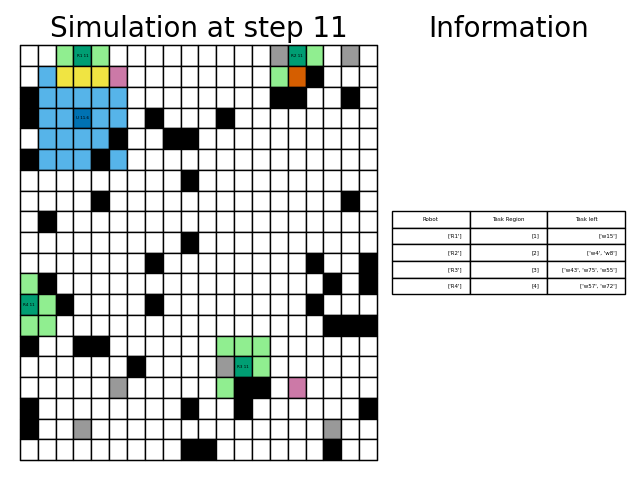 Simulation at step 11
Information
Robot Task Region Task left
['R1'] [1] ['w15']
['R2'] [2] ['w4', 'w8']
['R3'] [3] ['w43', 'w75', 'w55']
['R4'] [4] ['w57', 'w72']